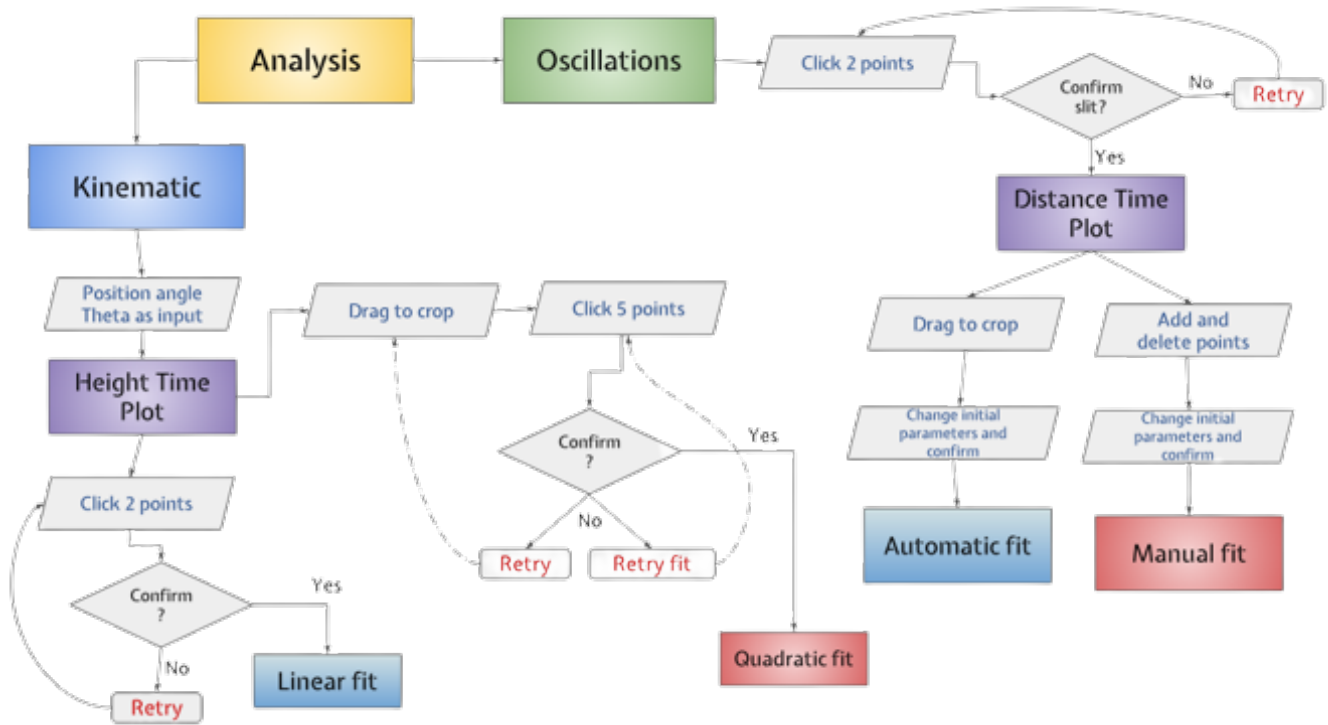 Analysis
Oscillations
Click 2 points
Confirm
slit?
No
Retry
Yes
Kinematic
Distance Time
Plot
Position angle
Theta as input
Drag to crop
Click 5 points
Drag to crop
Add and
delete points
Height Time
Plot
Change initial
parameters and
confirm
Change initial
parameters and
confirm
Confirm
?
Yes
No
Click 2 points
Retry
Retry fit
Automatic fit
Manual fit
Confirm
?
Yes
No
Linear fit
Quadratic fit
Retry